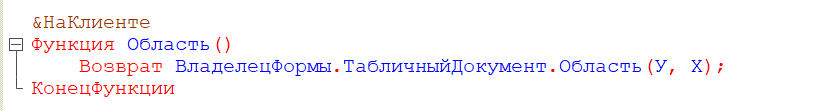 &НаКлиенте
Функция Область()
Возврат ВладелецФормы.ТабличныйДокумент.Область(У, Х);
КонецФункции